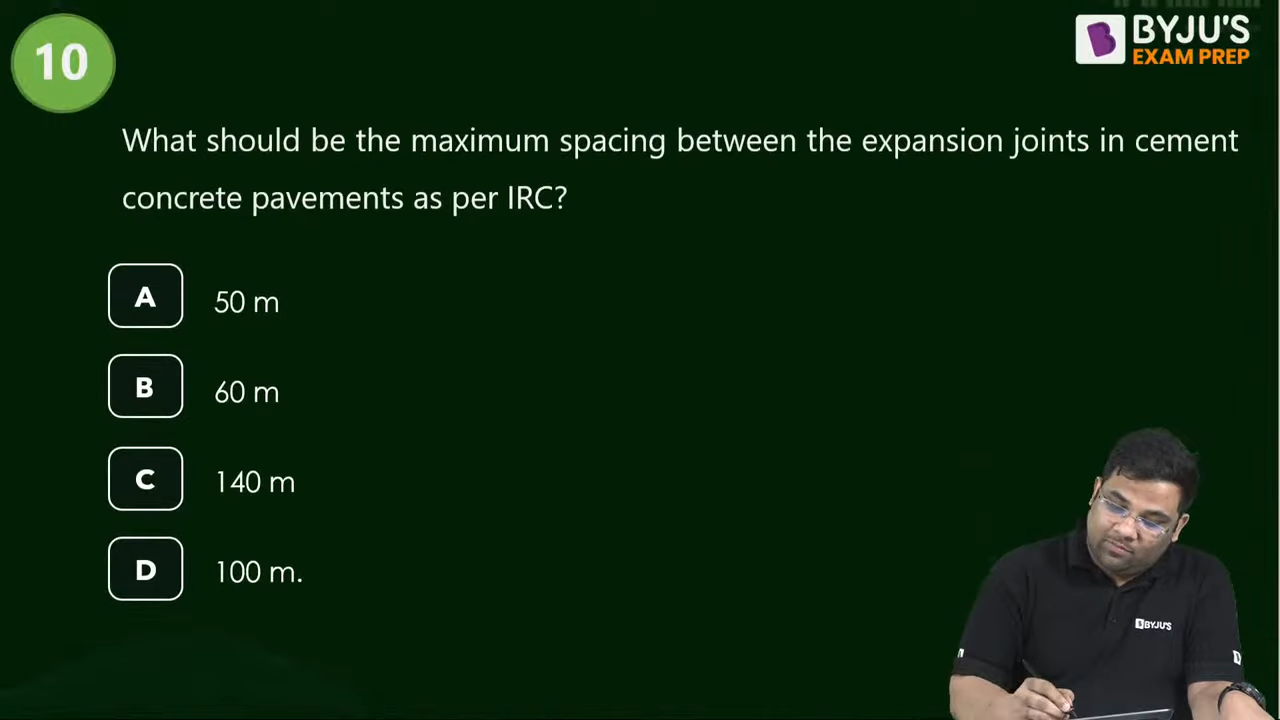 10
BYJU'S
EXAM PREP
What should be the maximum spacing between the expansion joints in cement
concrete pavements as per IRC?
A 50 m
B 60 m
C 140 m
D 100 m.
BYJU'S